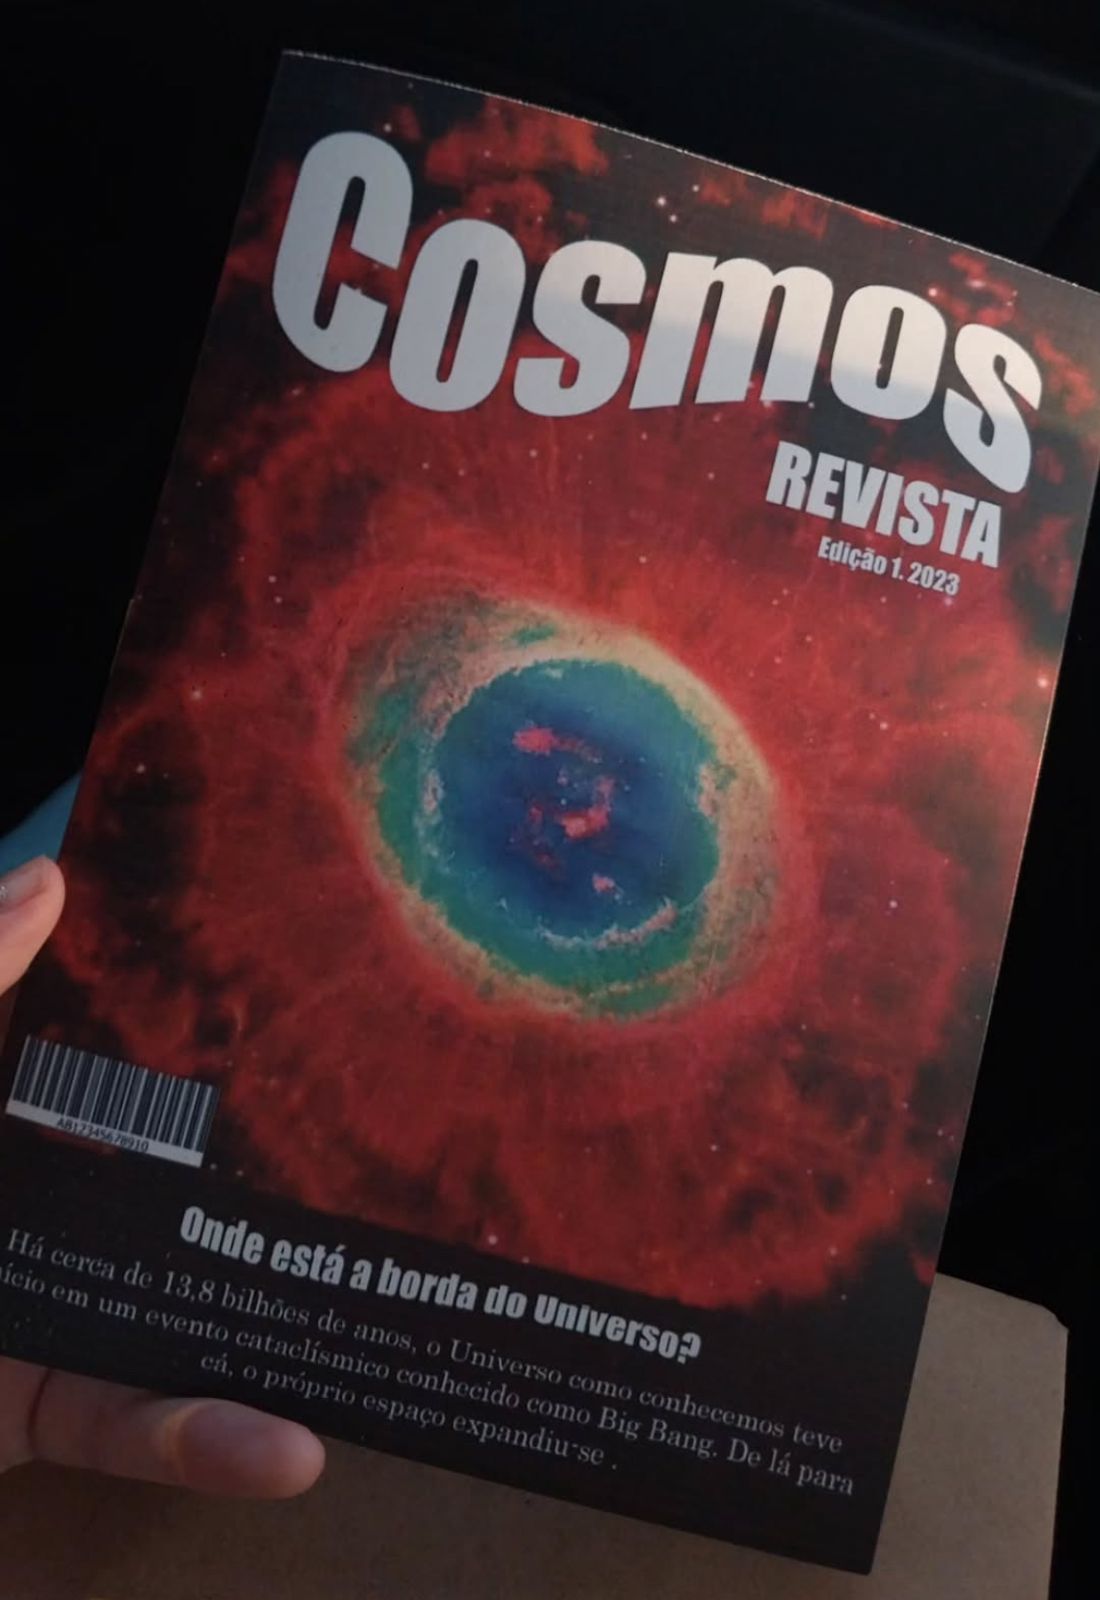 Cosmos
REVISTA
Edição 1. 2023
AB12345678910
Onde está a borda do Universo?
Há cerca de 13,8 bilhões de anos, o Universo como conhecemos teve
início em um evento cataclísmico conhecido como Big Bang. De lá para
cá, o próprio espaço expandiu-se .